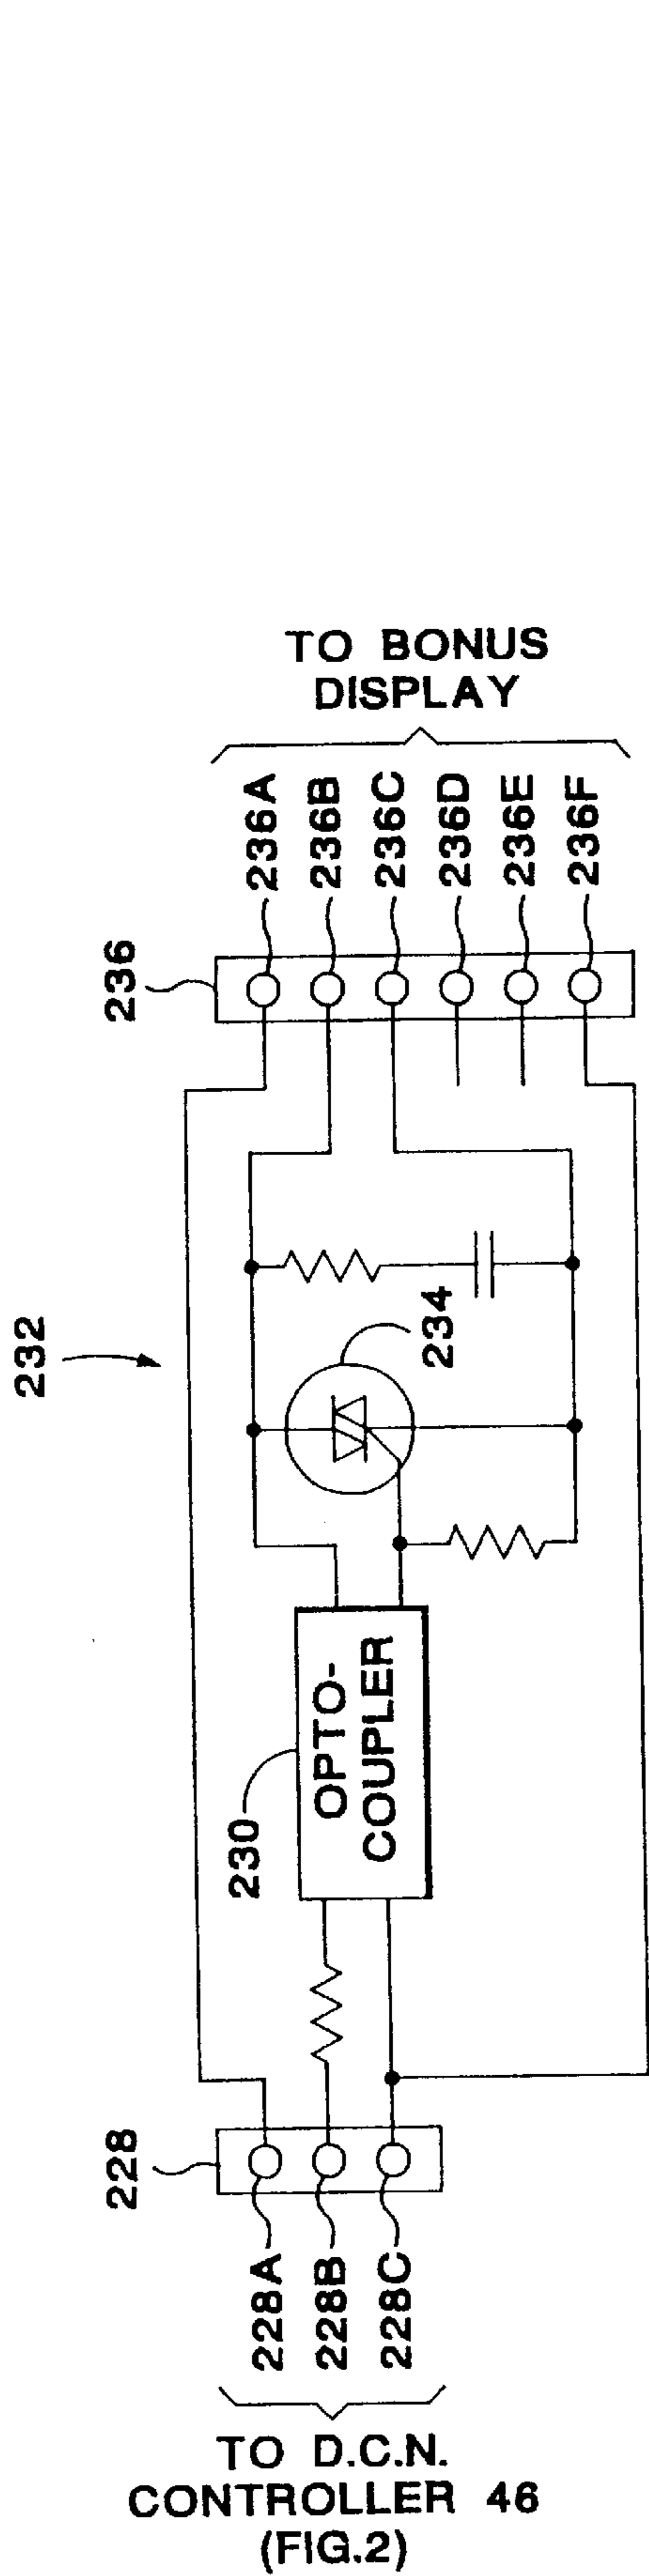 TO BONUS
DISPLAY
236
236A
236B
236C
236D
236E
236F
232
234
230
OPTO-
COUPLER
228
228A
228B
228C
TO D.C.N.
CONTROLLER 46
(FIG.2)